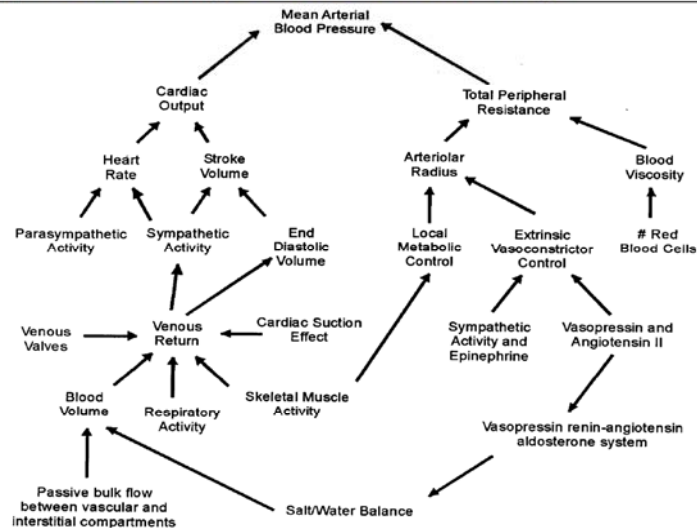 Mean Arterial
Blood Pressure
Cardiac
Output
Total Peripheral
Resistance
Heart
Rate
Stroke
Volume
Arteriolar
Radius
Blood
Viscosity
Parasympathetic
Activity
Sympathetic
Activity
End
Diastolic
Volume
Local
Metabolic
Control
Extrinsic
Vasoconstrictor
Control
# Red
Blood Cells
Venous
Valves
Venous
Return
Cardiac Suction
Effect
Sympathetic
Activity and
Epinephrine
Vasopressin and
Angiotensin II
Blood
Volume
Respiratory
Activity
Skeletal Muscle
Activity
Vasopressin renin-angiotensin
aldosterone system
Passive bulk flow
between vascular and
interstitial compartments
Salt/Water Balance